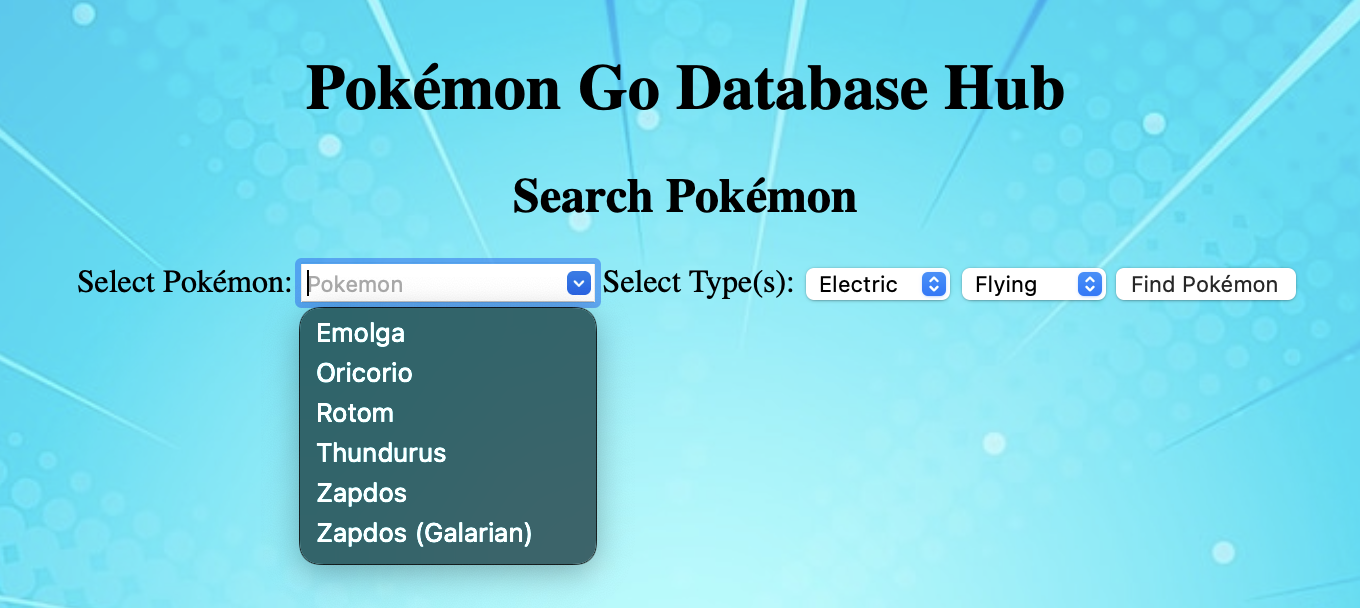 Pokémon Go Database Hub
Search Pokémon
Select Pokémon: Pokemon Select Type(s): Electric Flying Find Pokémon
Emolga
Oricorio
Rotom
Thundurus
Zapdos
Zapdos (Galarian)